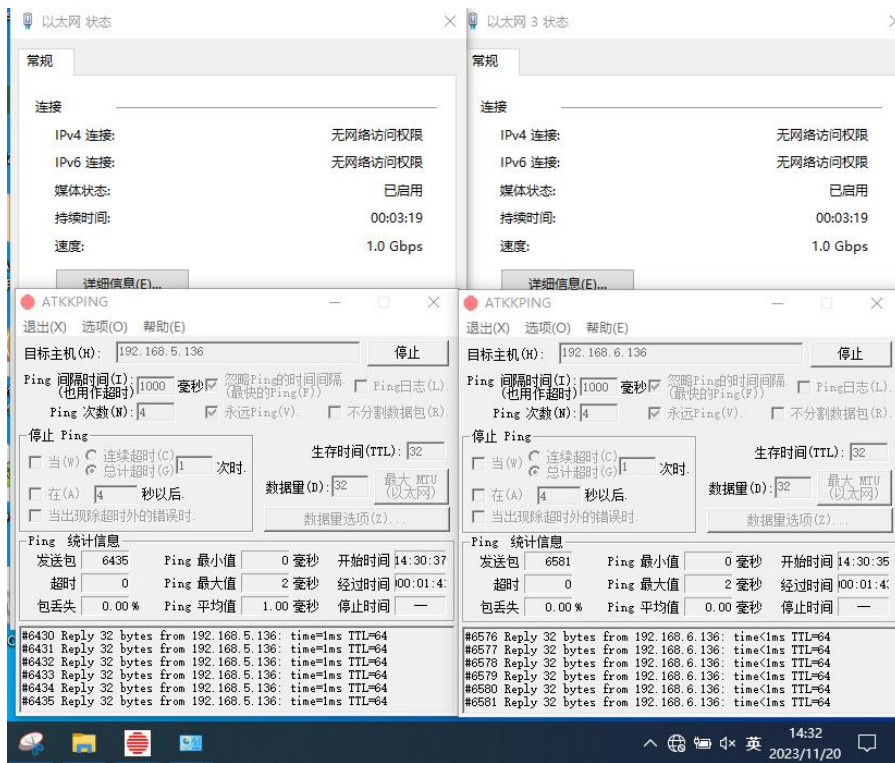 以太网 状态
常规
连接
IPv4 连接: 无网络访问权限
IPv6 连接: 无网络访问权限
媒体状态: 已启用
持续时间: 00:03:19
速度: 1.0 Gbps
详细信息(E)...
以太网 3 状态
常规
连接
IPv4 连接: 无网络访问权限
IPv6 连接: 无网络访问权限
媒体状态: 已启用
持续时间: 00:03:19
速度: 1.0 Gbps
详细信息(E)...
ATKKPING
退出(X) 选项(O) 帮助(E)
目标主机(H): 192.168.5.136 停止
Ping 间隔时间(I): 1000 毫秒 忽略Ping的时间间隔. Ping日志(L).
(也用作超时) (最快的Ping(F))
Ping 次数(N): 4 永远Ping(V). 不分割数据包(R).
停止 Ping
当(W) 连续超时(C) 生存时间(TTL): 32
总计超时(G) 1 次时.
在(A) 4 秒以后. 数据量(D): 32 最大 MTU
(以太网)
当出现除超时外的错误时. 数据量选项(Z)...
Ping 统计信息
发送包 6435 Ping 最小值 0 毫秒 开始时间 14:30:37
超时 0 Ping 最大值 2 毫秒 经过时间 00:01:4
包丢失 0.00 % Ping 平均值 1.00 毫秒 停止时间 —
#6430 Reply 32 bytes from 192.168.5.136: time=1ms TTL=64
#6431 Reply 32 bytes from 192.168.5.136: time=1ms TTL=64
#6432 Reply 32 bytes from 192.168.5.136: time=1ms TTL=64
#6433 Reply 32 bytes from 192.168.5.136: time=1ms TTL=64
#6434 Reply 32 bytes from 192.168.5.136: time=1ms TTL=64
#6435 Reply 32 bytes from 192.168.5.136: time=1ms TTL=64
ATKKPING
退出(X) 选项(O) 帮助(E)
目标主机(H): 192.168.6.136 停止
Ping 间隔时间(I): 1000 毫秒 忽略Ping的时间间隔. Ping日志(L).
(也用作超时) (最快的Ping(F))
Ping 次数(N): 4 永远Ping(V). 不分割数据包(R).
停止 Ping
当(W) 连续超时(C) 生存时间(TTL): 32
总计超时(G) 1 次时.
在(A) 4 秒以后. 数据量(D): 32 最大 MTU
(以太网)
当出现除超时外的错误时. 数据量选项(Z)...
Ping 统计信息
发送包 6581 Ping 最小值 0 毫秒 开始时间 14:30:35
超时 0 Ping 最大值 2 毫秒 经过时间 00:01:4
包丢失 0.00 % Ping 平均值 0.00 毫秒 停止时间 —
#6576 Reply 32 bytes from 192.168.6.136: time<1ms TTL=64
#6577 Reply 32 bytes from 192.168.6.136: time<1ms TTL=64
#6578 Reply 32 bytes from 192.168.6.136: time<1ms TTL=64
#6579 Reply 32 bytes from 192.168.6.136: time<1ms TTL=64
#6580 Reply 32 bytes from 192.168.6.136: time<1ms TTL=64
#6581 Reply 32 bytes from 192.168.6.136: time<1ms TTL=64
英 14:32
2023/11/20